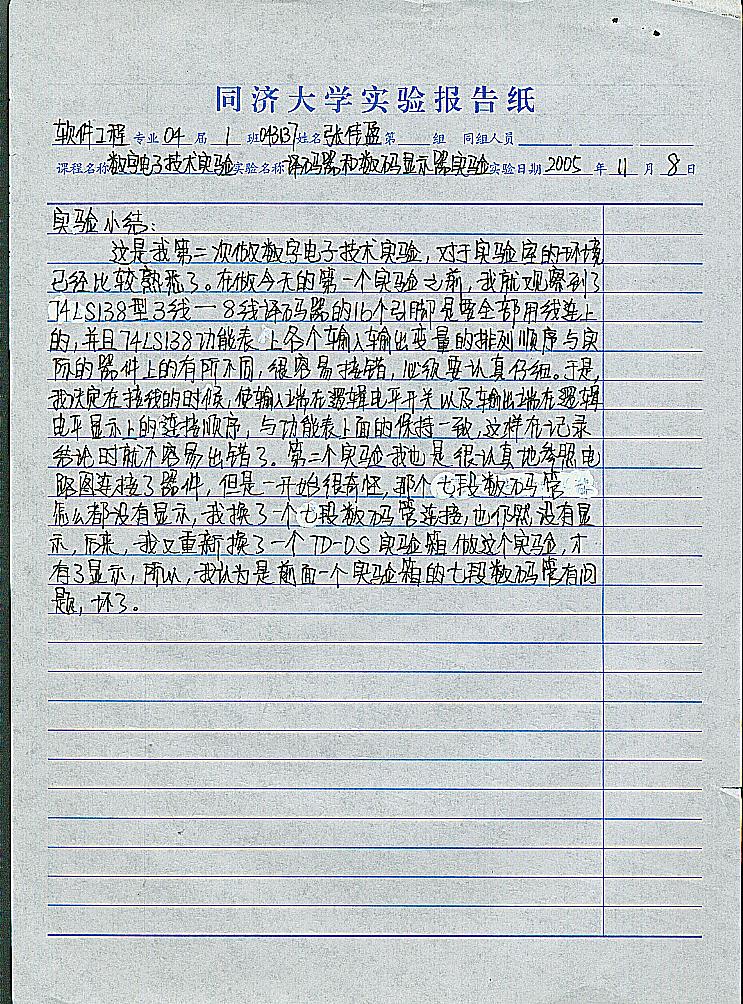 同济大学实验报告纸
软件工程 专业 04 届 1 班 043137 姓名 张佳盈 第 组 同组人员
课程名称 数字电子技术实验 实验名称 译码器和数码显示器实验 实验日期 2005 年 11 月 8 日
实验小结:
这是我第二次做数字电子技术实验,对于实验室的环境
已经比较熟悉了。在做今天的第一个实验之前,我就观察到了
74LS138型3线一8线译码器的16个引脚是要全部用线连上
的,并且74LS138功能表上各个输入输出变量的排列顺序与实
际的器件上的有所不同,很容易接错,必须要认真仔细。于是,
我决定在接线的时候,使输入端在逻辑电平开关以及输出端在逻辑
电平显示上的连接顺序,与功能表上面的保持一致,这样在记录
结论时就不容易出错了。第二个实验我也是很认真地参照电
路图连接了器件,但是一开始很奇怪,那个七段数码管
怎么都没有显示,我换了一个七段数码管连接,也仍然没有显
示,后来,我又重新换了一个TD-DS实验箱做这个实验,才
有了显示,所以,我认为是前面一个实验箱的七段数码管有问
题,坏了。